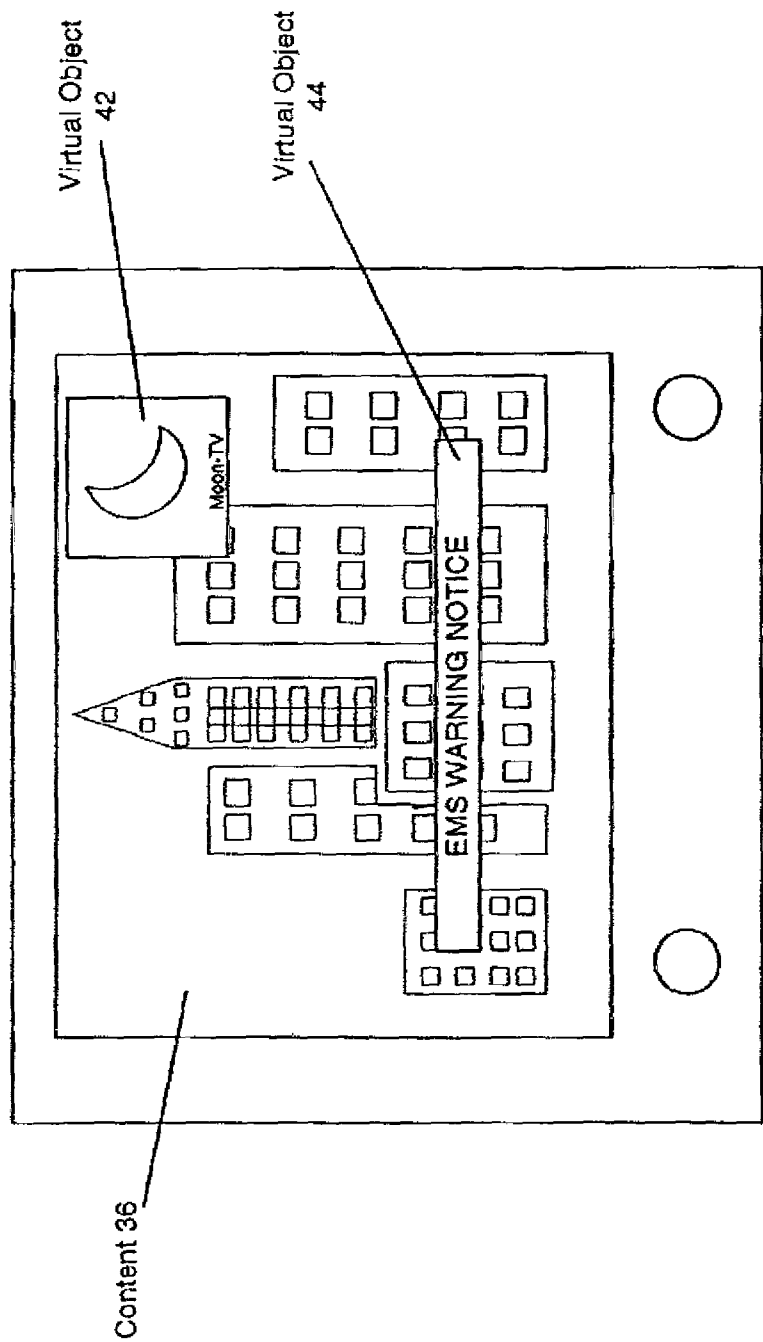 Virtual Object
42
Virtual Object
44
Moon-TV
EMS WARNING NOTICE
Content 36